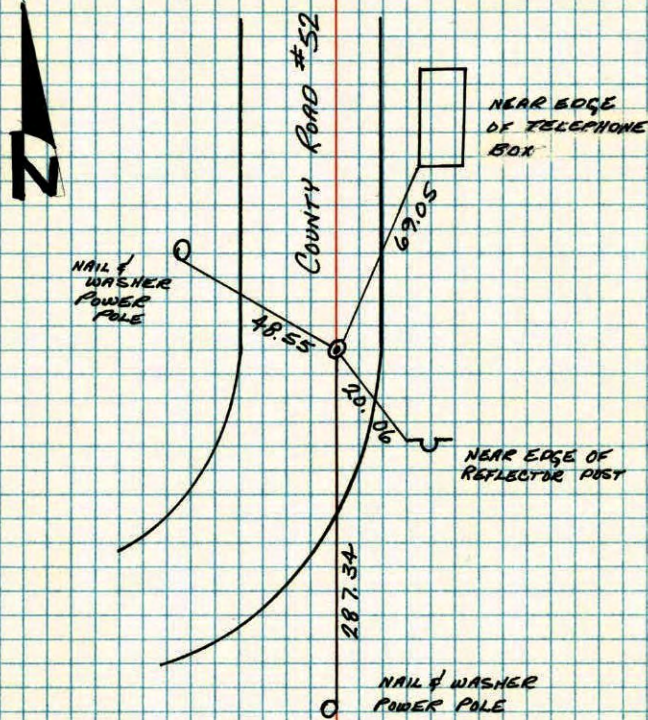 N
COUNTY ROAD #52
NEAR EDGE
OF TELEPHONE
BOX
69.05
NAIL &
WASHER
POWER
POLE
48.55
20.06
NEAR EDGE OF
REFLECTOR POST
287.34
NAIL & WASHER
POWER POLE